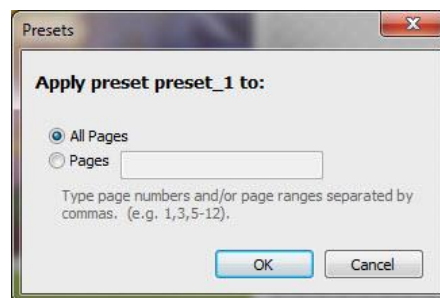 Presets
Apply preset preset_1 to:
All Pages
Pages
Type page numbers and/or page ranges separated by
commas.  (e.g. 1,3,5-12).
OK
Cancel